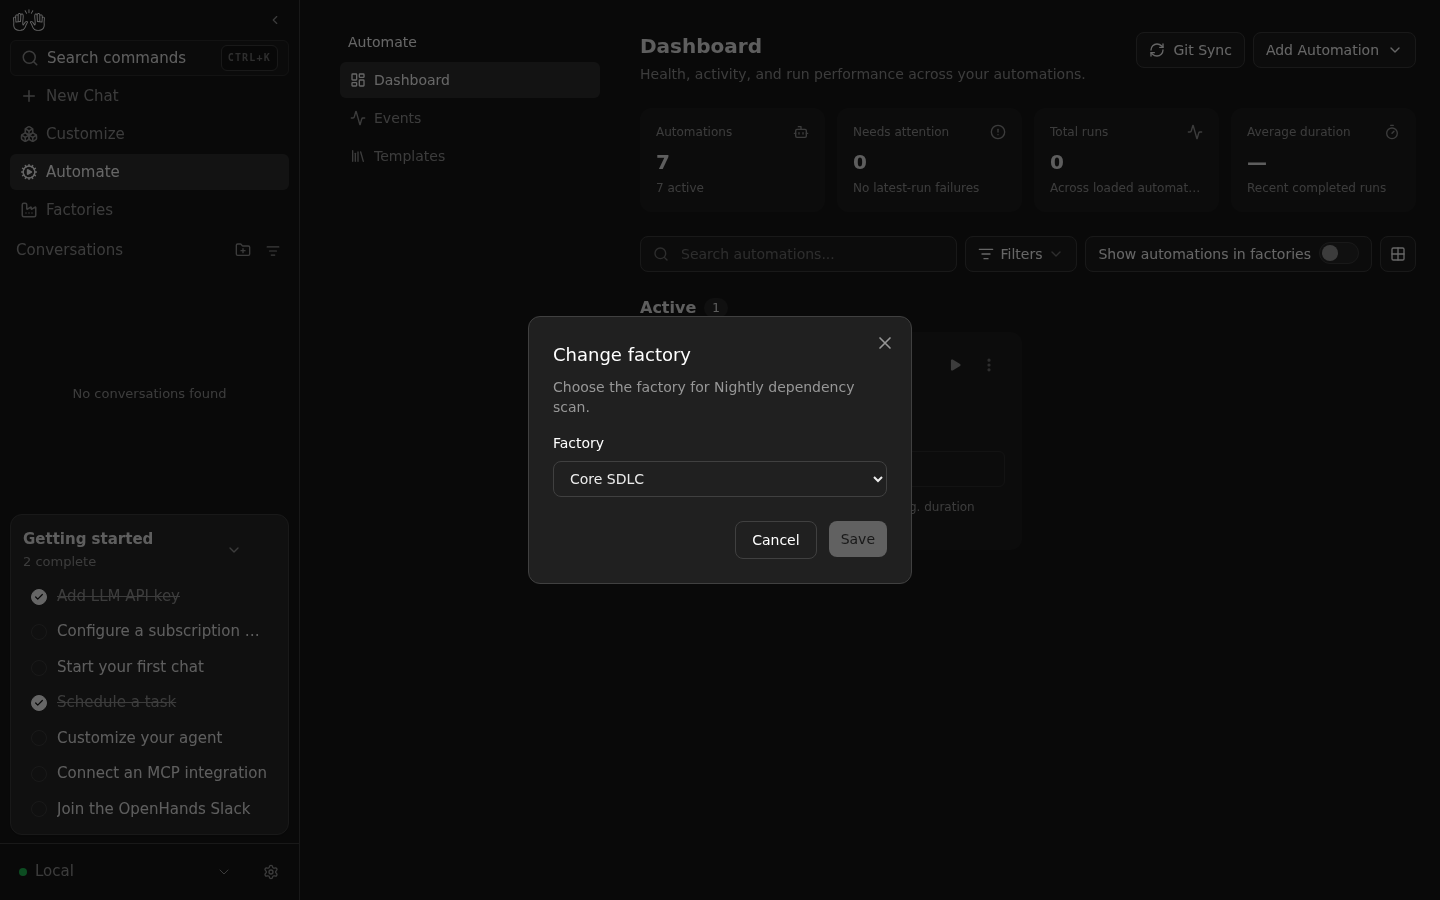 Search commands
CTRL+K
New Chat
Customize
Automate
Factories
Conversations
No conversations found
Getting started
2 complete
Add LLM API key
Configure a subscription ...
Start your first chat
Schedule a task
Customize your agent
Connect an MCP integration
Join the OpenHands Slack
Local
Automate
Dashboard
Events
Templates
Dashboard
Health, activity, and run performance across your automations.
Git Sync
Add Automation
Automations
7
7 active
Needs attention
0
No latest-run failures
Total runs
0
Across loaded automat...
Average duration
—
Recent completed runs
Search automations...
Filters
Show automations in factories
Active 1
g. duration
Change factory
Choose the factory for Nightly dependency
scan.
Factory
Core SDLC
Cancel
Save